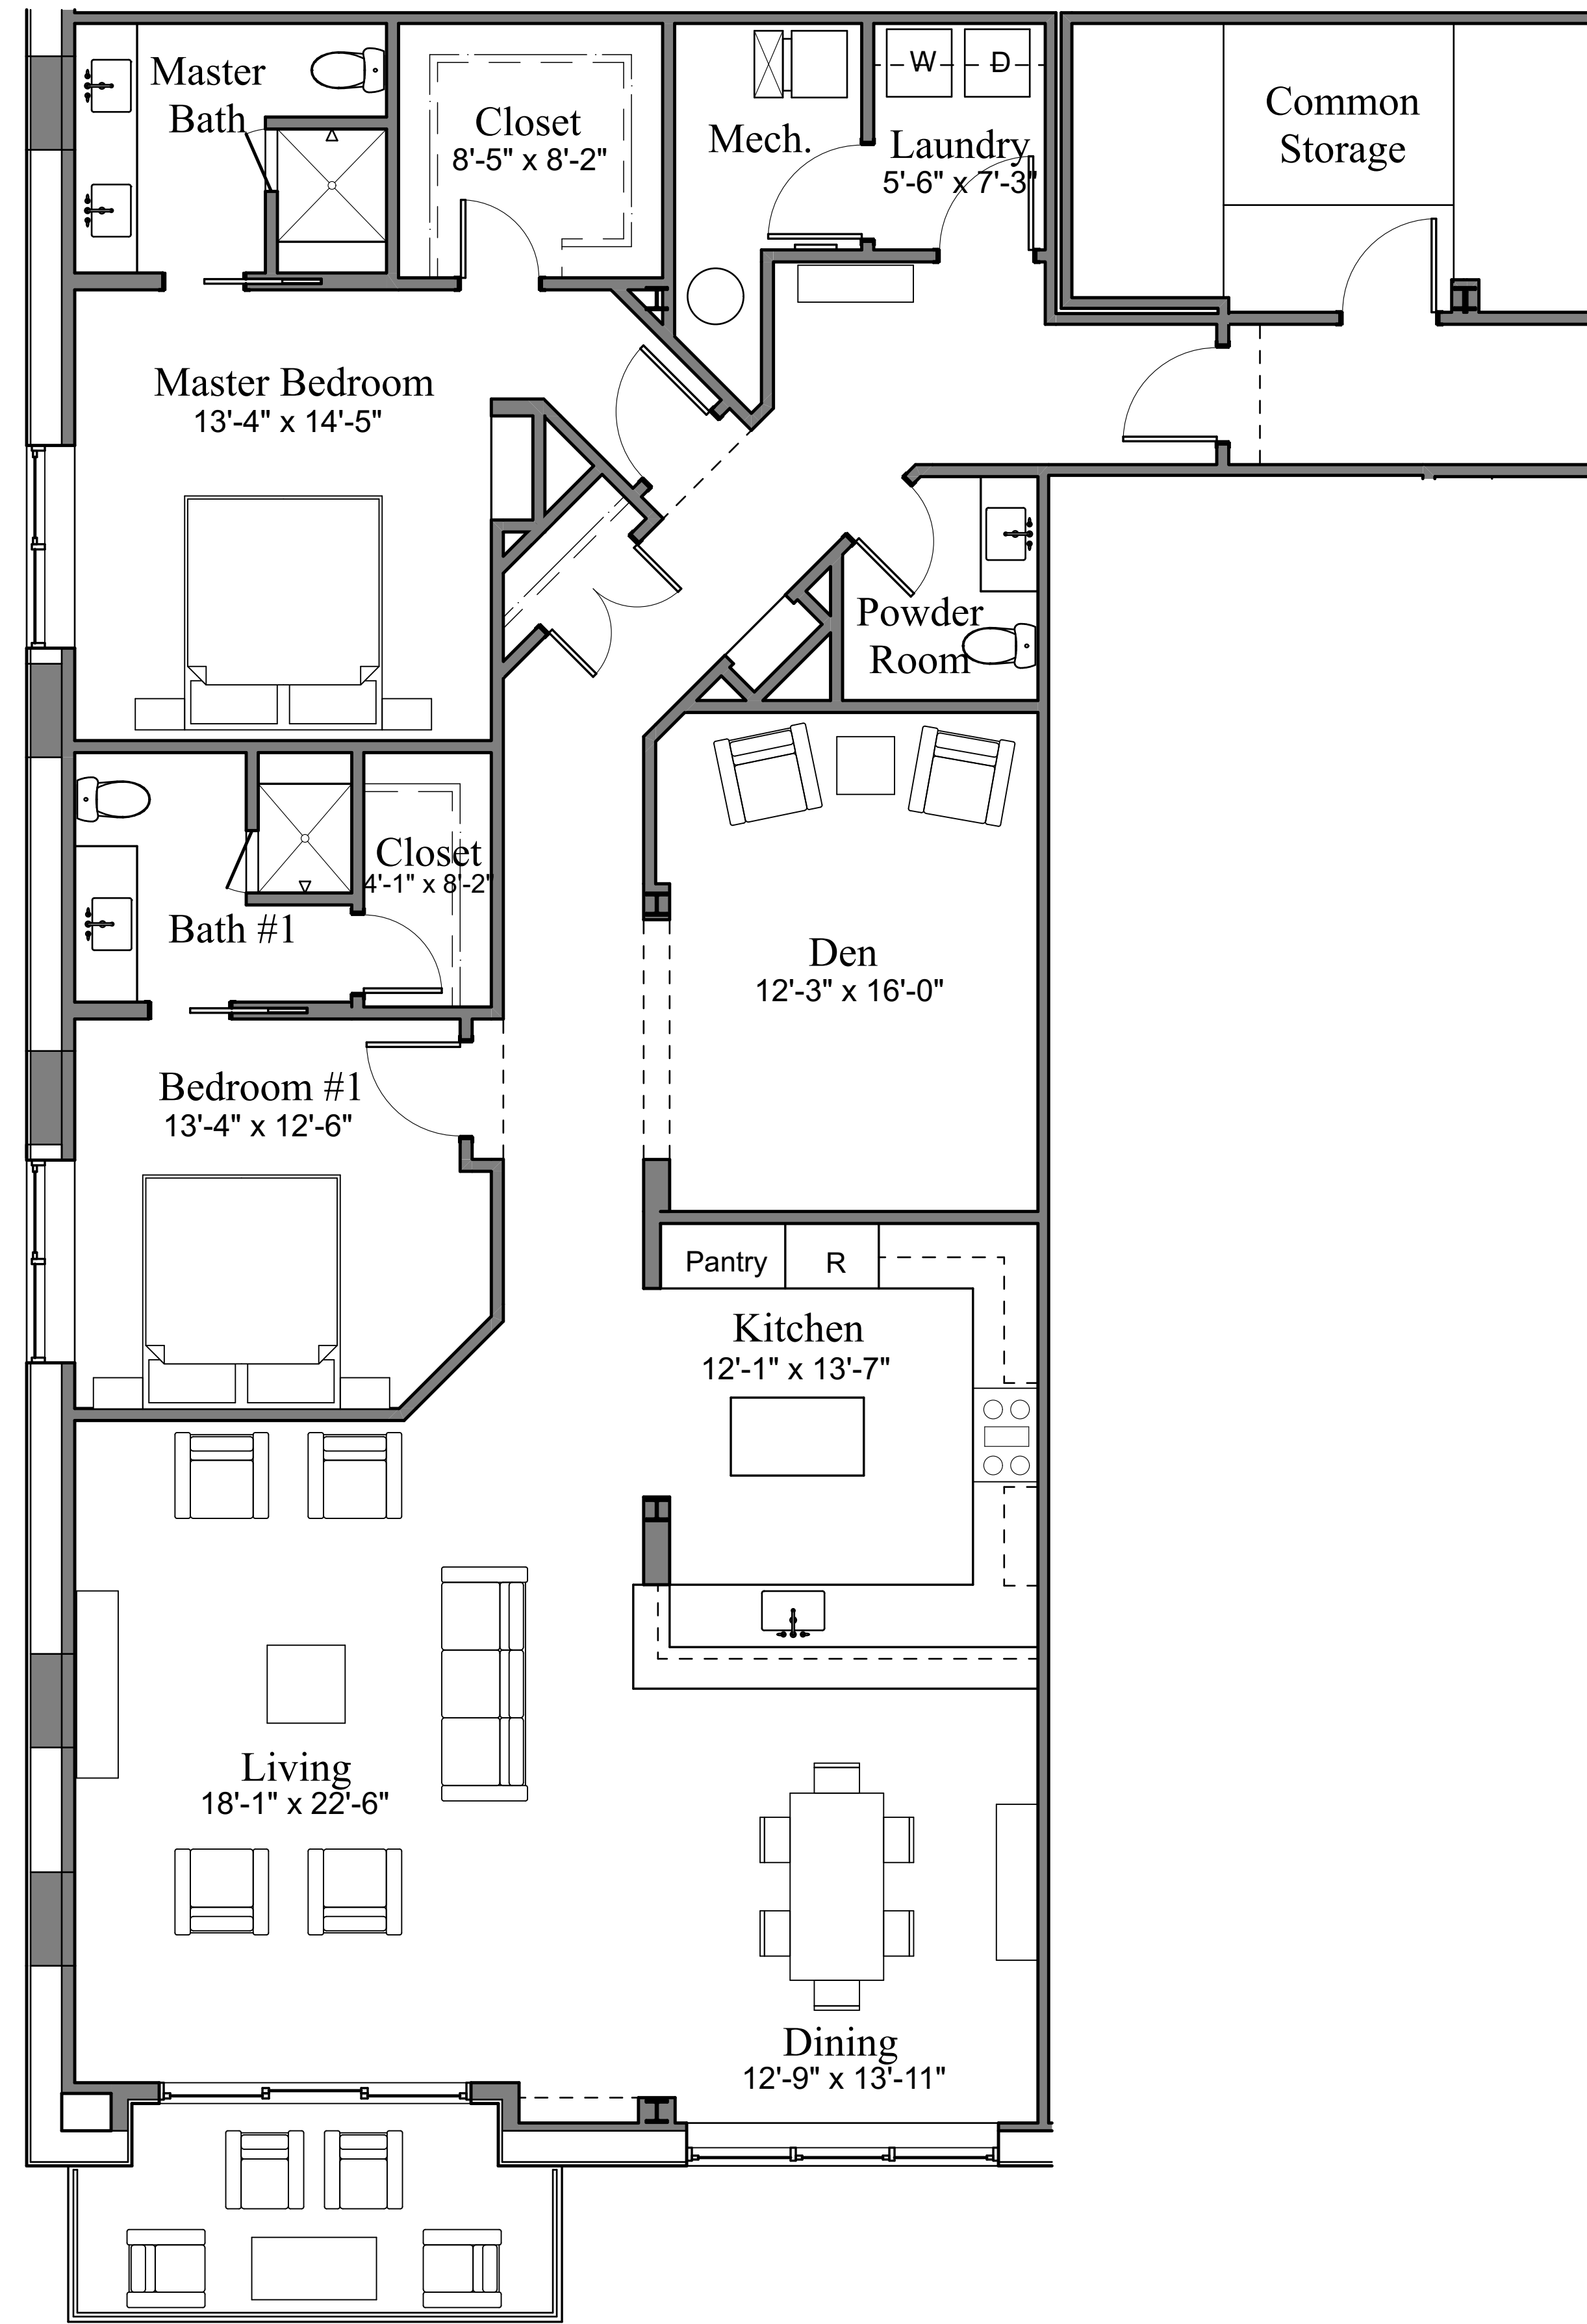 Master
Bath
Closet
8'-5" x 8'-2"
Mech.
W
D
Laundry
5'-6" x 7'-3"
Common
Storage
Master Bedroom
13'-4" x 14'-5"
Powder
Room
Closet
4'-1" x 8'-2"
Bath #1
Den
12'-3" x 16'-0"
Bedroom #1
13'-4" x 12'-6"
Pantry
R
Kitchen
12'-1" x 13'-7"
Living
18'-1" x 22'-6"
Dining
12'-9" x 13'-11"